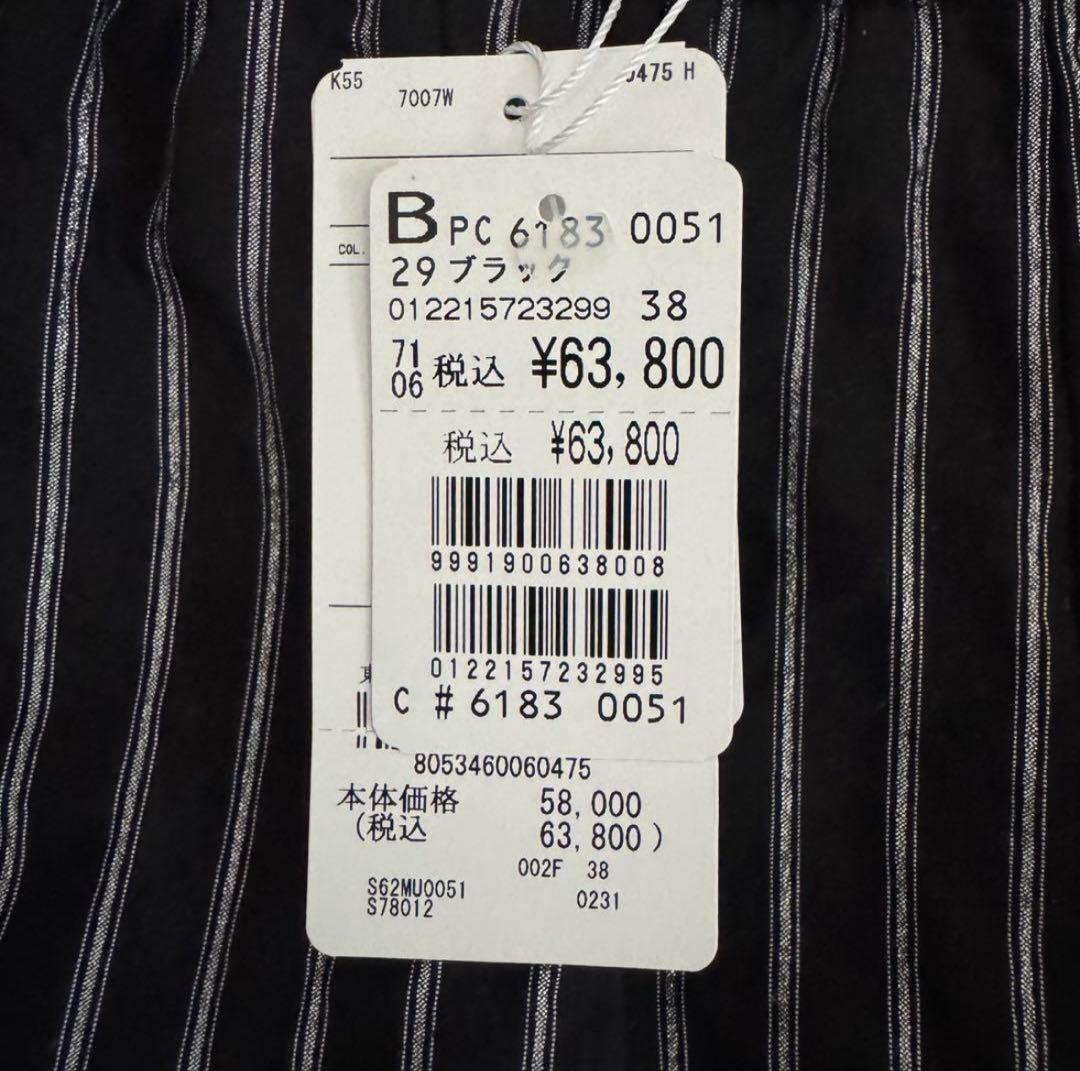 K55
7007W
0475 H
COL.
B PC 6183 0051
29 ブラック
012215723299 38
7106 税込 ¥63,800
税込 ¥63,800
9991900638008
0122157232995
C # 6183 0051
8053460060475
本体価格 58,000
(税込 63,800)
002F 38
S62MU0051
S78012 0231